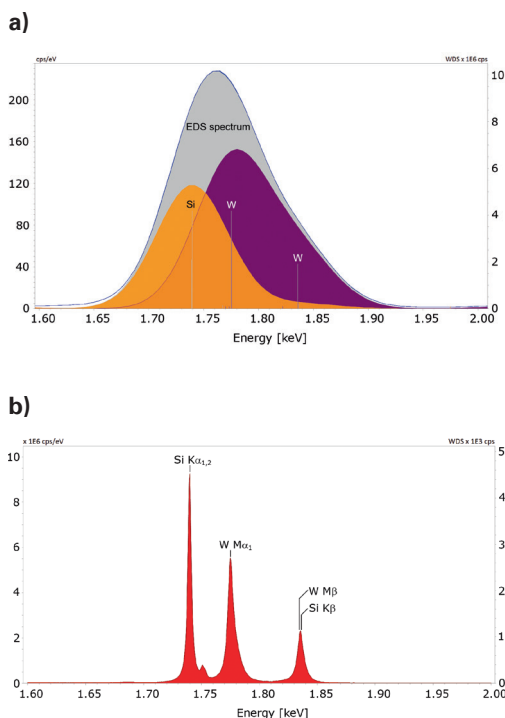 a)
cps/eV WDS x 1E6 cps
200
160
120
80
40
0
10
8
6
4
2
0
EDS spectrum
Si
W
W
1.60 1.65 1.70 1.75 1.80 1.85 1.90 1.95 2.00
Energy [keV]
b)
x 1E6 cps/eV WDS x 1E3 cps
10
8
6
4
2
0
5
4
3
2
1
0
Si Kα1,2
W Mα1
W Mβ
Si Kβ
1.60 1.65 1.70 1.75 1.80 1.85 1.90 1.95 2.00
Energy [keV]